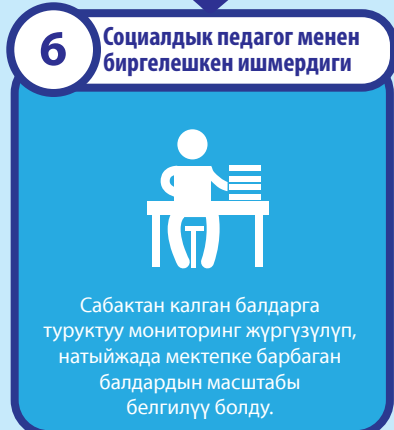 6
Социалдык педагог менен
биргелешкен ишмердиги
Сабактан калган балдарга
туруктуу мониторинг жүргүзүлүп,
натыйжада мектепке барбаган
балдардын масштабы
белгилүү болду.